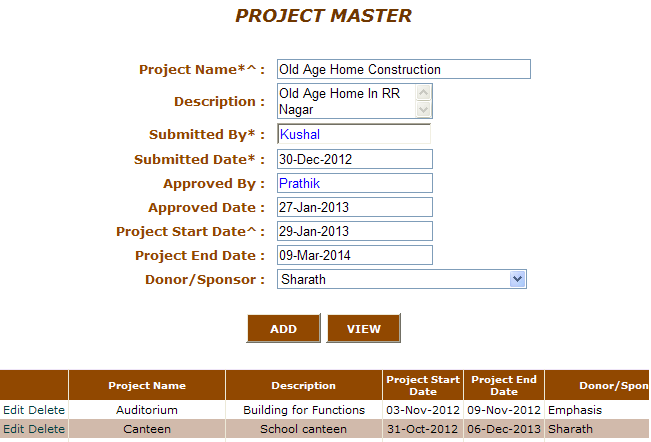 PROJECT MASTER
Project Name*^ : Old Age Home Construction
Description : Old Age Home In RR
Nagar
Submitted By* : Kushal
Submitted Date* : 30-Dec-2012
Approved By : Prathik
Approved Date : 27-Jan-2013
Project Start Date^ : 29-Jan-2013
Project End Date : 09-Mar-2014
Donor/Sponsor : Sharath
ADD VIEW
Project Name Description Project Start Date Project End Date Donor/Spon
Edit Delete Auditorium Building for Functions 03-Nov-2012 09-Nov-2012 Emphasis
Edit Delete Canteen School canteen 31-Oct-2012 06-Dec-2013 Sharath